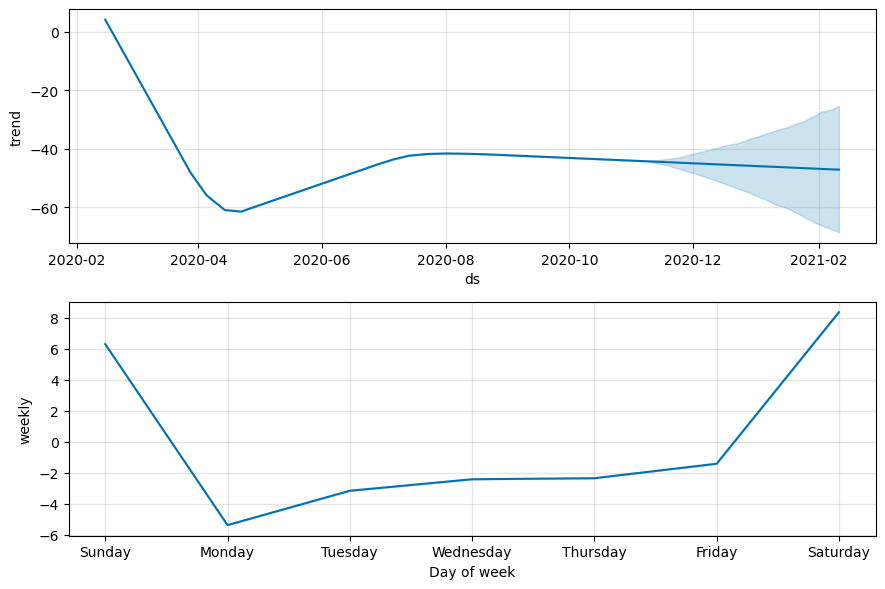 0
−20
−40
−60
trend
2020-02 2020-04 2020-06 2020-08 2020-10 2020-12 2021-02
ds
8
6
4
2
0
−2
−4
−6
weekly
Sunday Monday Tuesday Wednesday Thursday Friday Saturday
Day of week